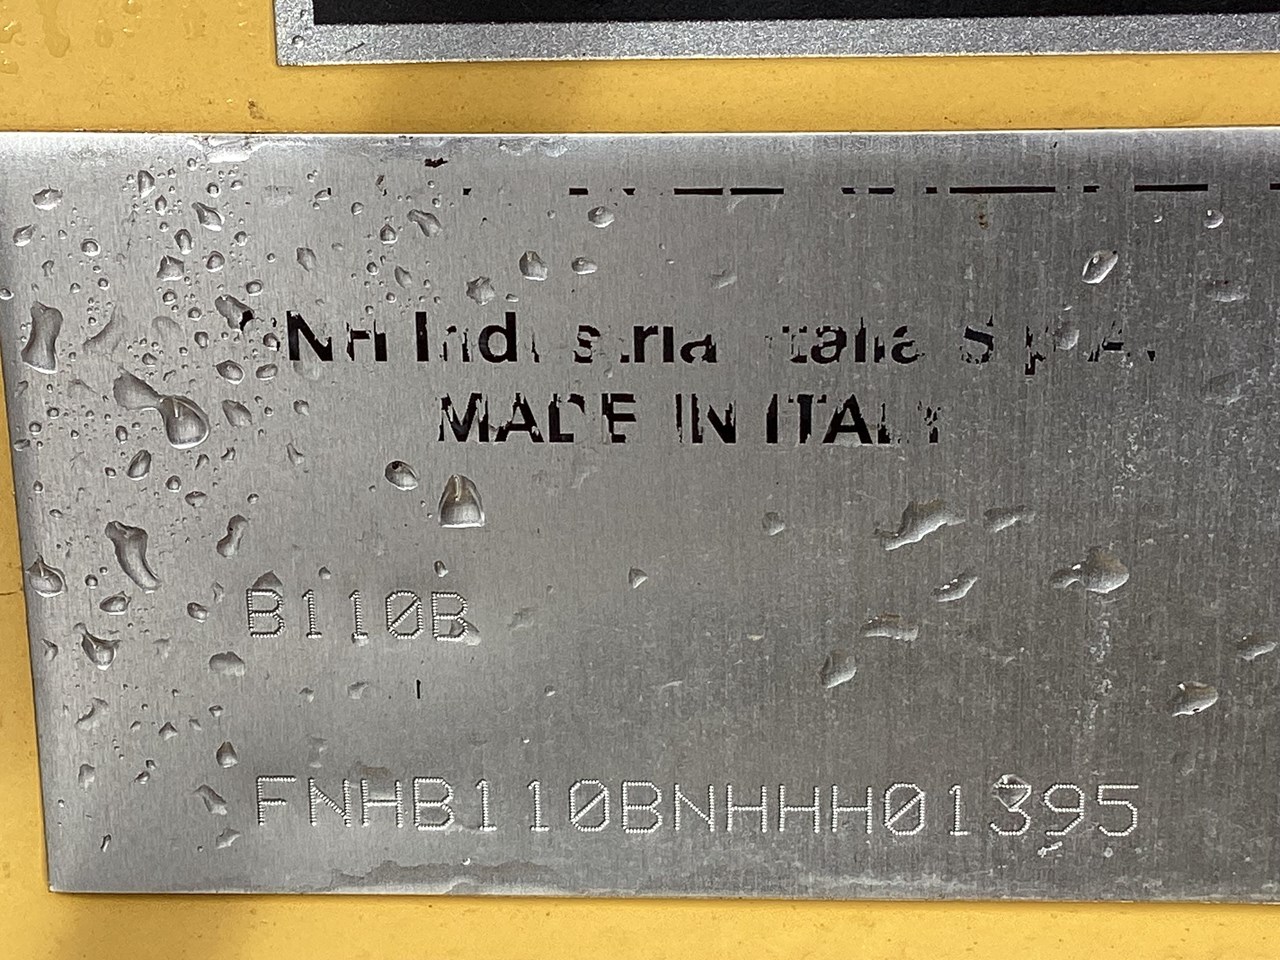 CNH Industrial Italia S.p.A.
MADE IN ITALY
B110B
FNHB110BNHHH01395